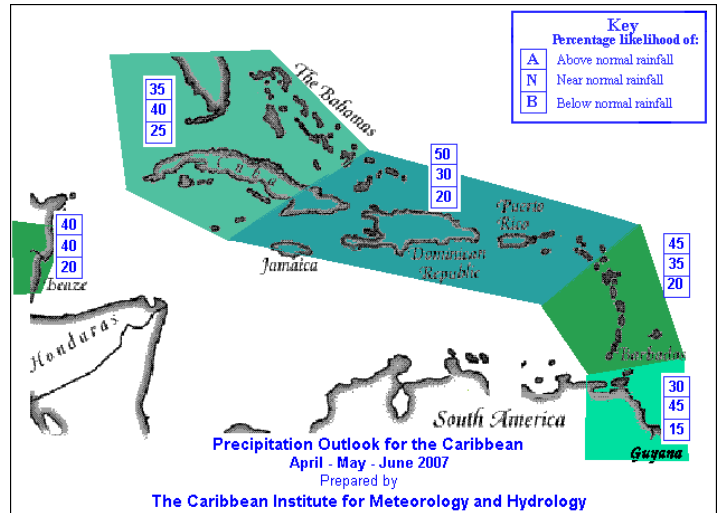 Key
Percentage likelihood of:
A Above normal rainfall
N Near normal rainfall
B Below normal rainfall
The Bahamas
35
40
25
Cuba
50
30
20
Puerto
Rico
40
40
20
Jamaica
Dominican
Republic
45
35
20
Honduras
Barbados
30
45
15
South America
Guyana
Precipitation Outlook for the Caribbean
April - May - June 2007
Prepared by
The Caribbean Institute for Meteorology and Hydrology